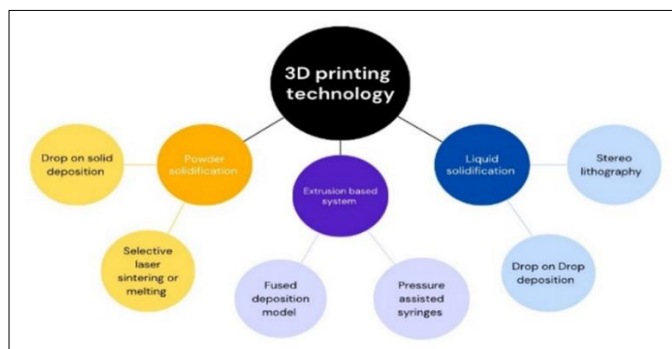 3D printing
technology
Drop on solid
deposition
Powder
solidification
Liquid
solidification
Stereo
lithography
Extrusion based
system
Selective
laser
sintering or
melting
Fused
deposition
model
Pressure
assisted
syringes
Drop on Drop
deposition